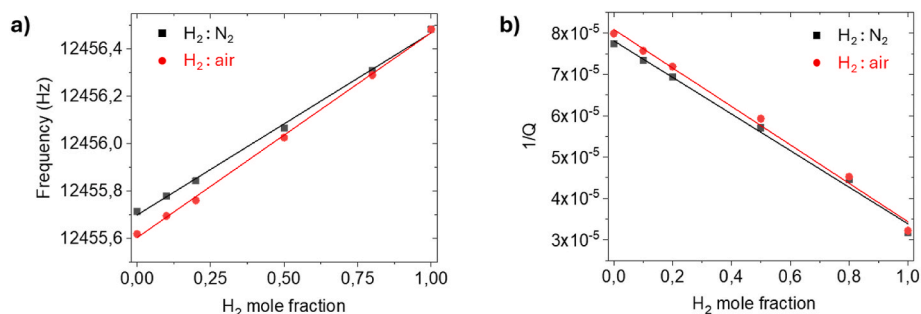 a)
H₂ : N₂
H₂ : air
Frequency (Hz)
12456,4
12456,2
12456,0
12455,8
12455,6
0,00 0,25 0,50 0,75 1,00
H₂ mole fraction
b)
H₂ : N₂
H₂ : air
1/Q
8x10⁻⁵
7x10⁻⁵
6x10⁻⁵
5x10⁻⁵
4x10⁻⁵
3x10⁻⁵
0,0 0,2 0,4 0,6 0,8 1,0
H₂ mole fraction